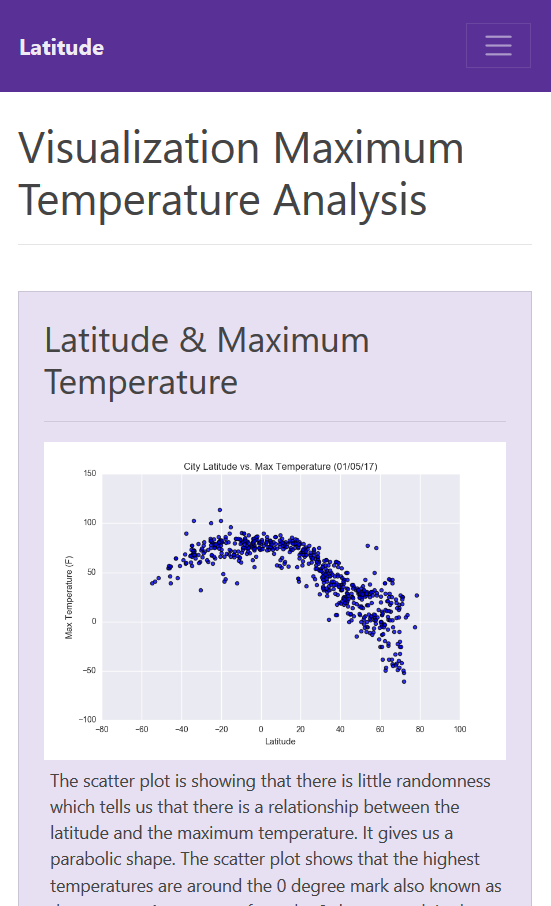 Latitude
Visualization Maximum
Temperature Analysis
Latitude & Maximum
Temperature
City Latitude vs. Max Temperature (01/05/17)
150
100
50
0
−50
−100
Max Temperature (F)
−80 −60 −40 −20 0 20 40 60 80 100
Latitude
The scatter plot is showing that there is little randomness
which tells us that there is a relationship between the
latitude and the maximum temperature. It gives us a
parabolic shape. The scatter plot shows that the highest
temperatures are around the 0 degree mark also known as